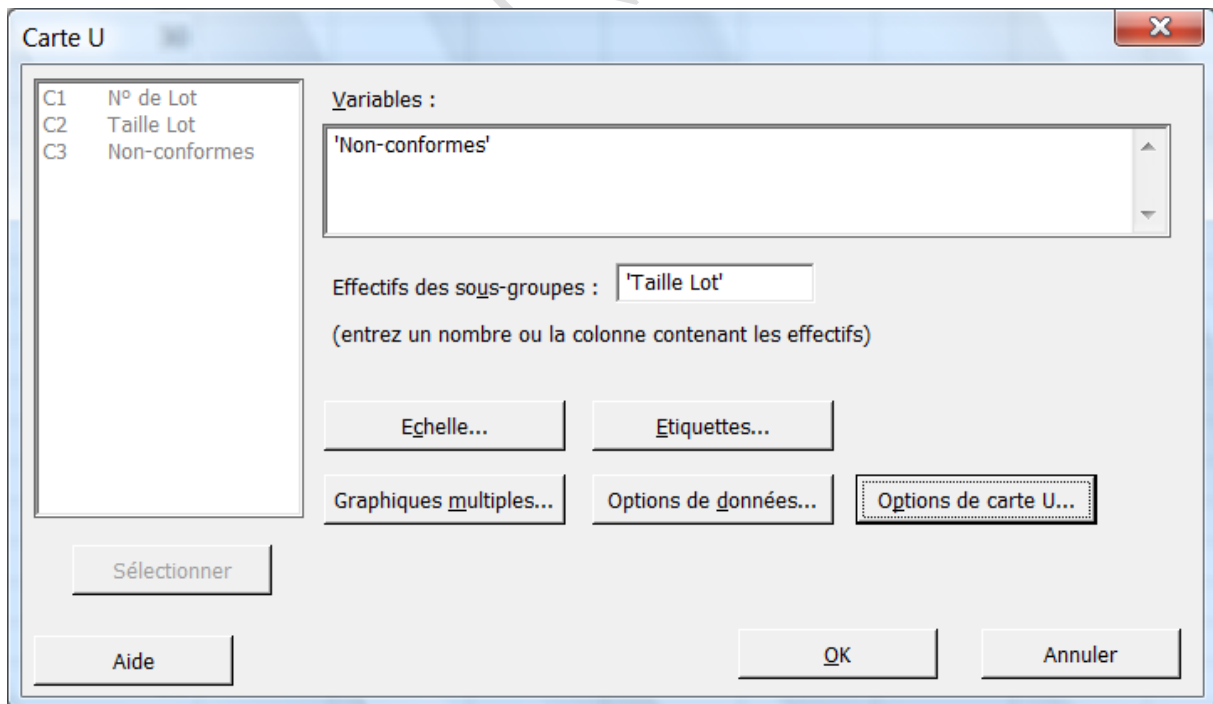 Carte U
C1 N° de Lot
C2 Taille Lot
C3 Non-conformes
Variables :
'Non-conformes'
Effectifs des sous-groupes : 'Taille Lot'
(entrez un nombre ou la colonne contenant les effectifs)
Echelle... Etiquettes...
Graphiques multiples... Options de données... Options de carte U...
Sélectionner
Aide OK Annuler